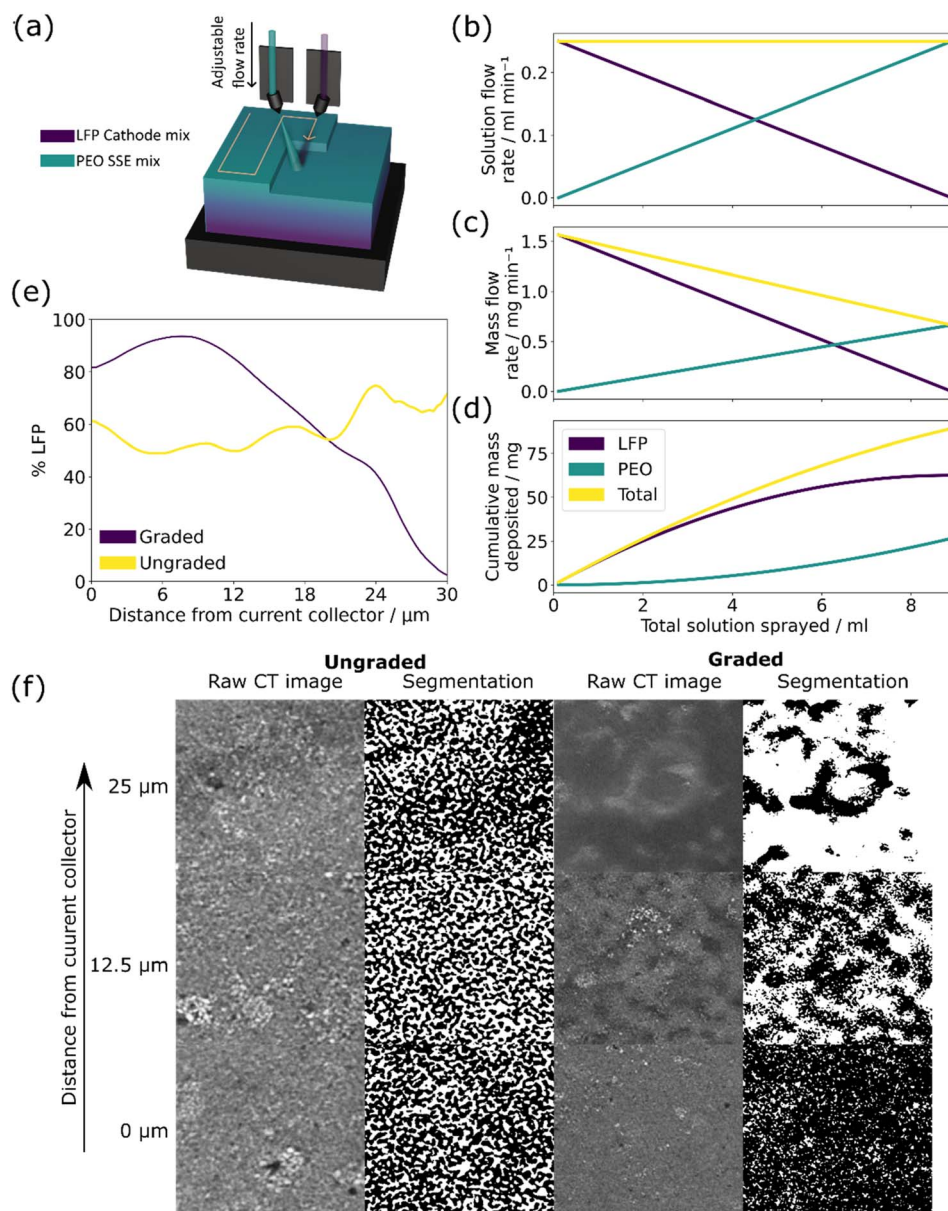 (a)
Adjustable
flow rate
LFP Cathode mix
PEO SSE mix
(b)
Solution flow
rate / ml min⁻¹
0.2
0.1
0.0
(c)
Mass flow
rate / mg min⁻¹
1.5
1.0
0.5
0.0
(d)
Cumulative mass
deposited / mg
75
50
25
0
LFP
PEO
Total
0
2
4
6
8
Total solution sprayed / ml
(e)
% LFP
100
80
60
40
20
0
Graded
Ungraded
0
6
12
18
24
30
Distance from current collector / μm
(f)
Ungraded
Graded
Raw CT image
Segmentation
Raw CT image
Segmentation
Distance from cuurent collector
25 μm
12.5 μm
0 μm